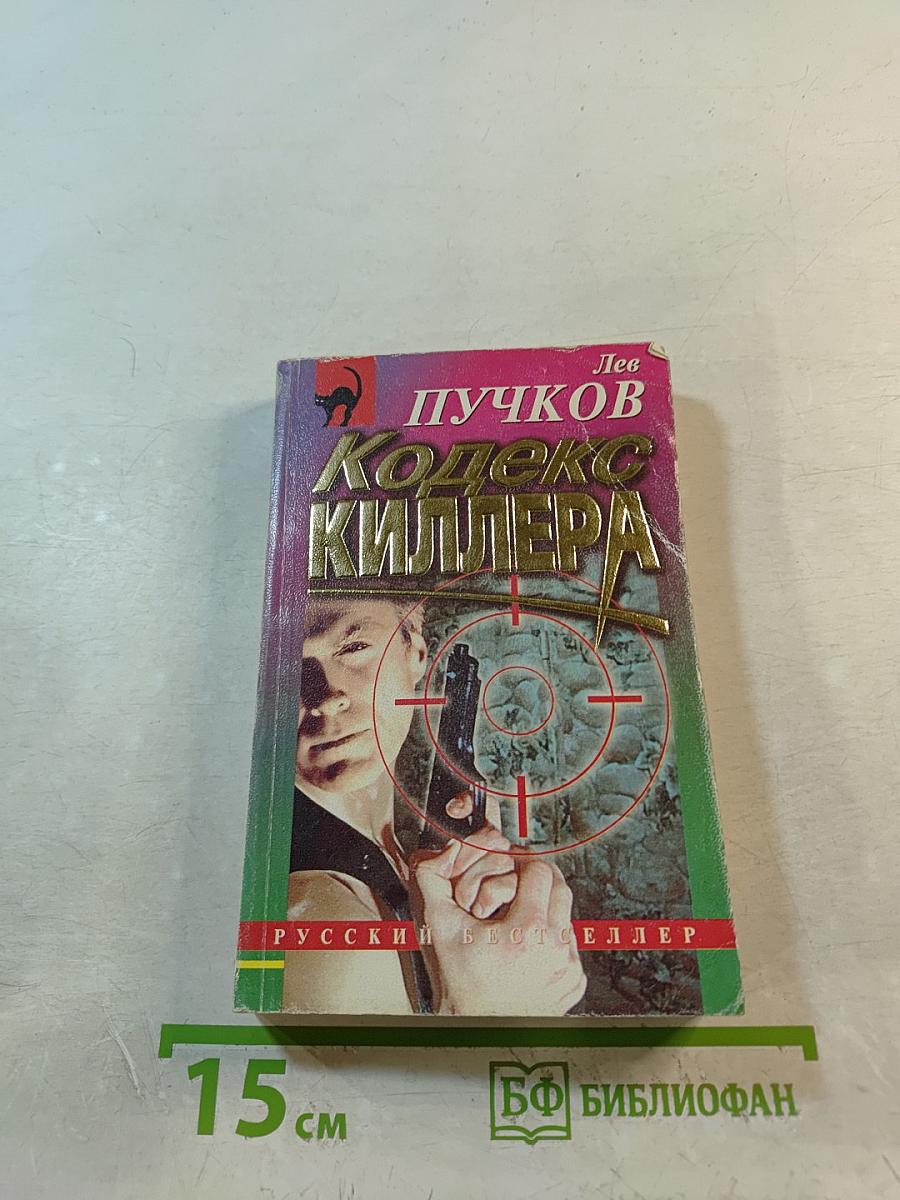 Лев
ПУЧКОВ
Кодекс
КИЛЛЕРА
РУССКИЙ БЕСТСЕЛЛЕР
15 см
БФ БИБЛИОФАН